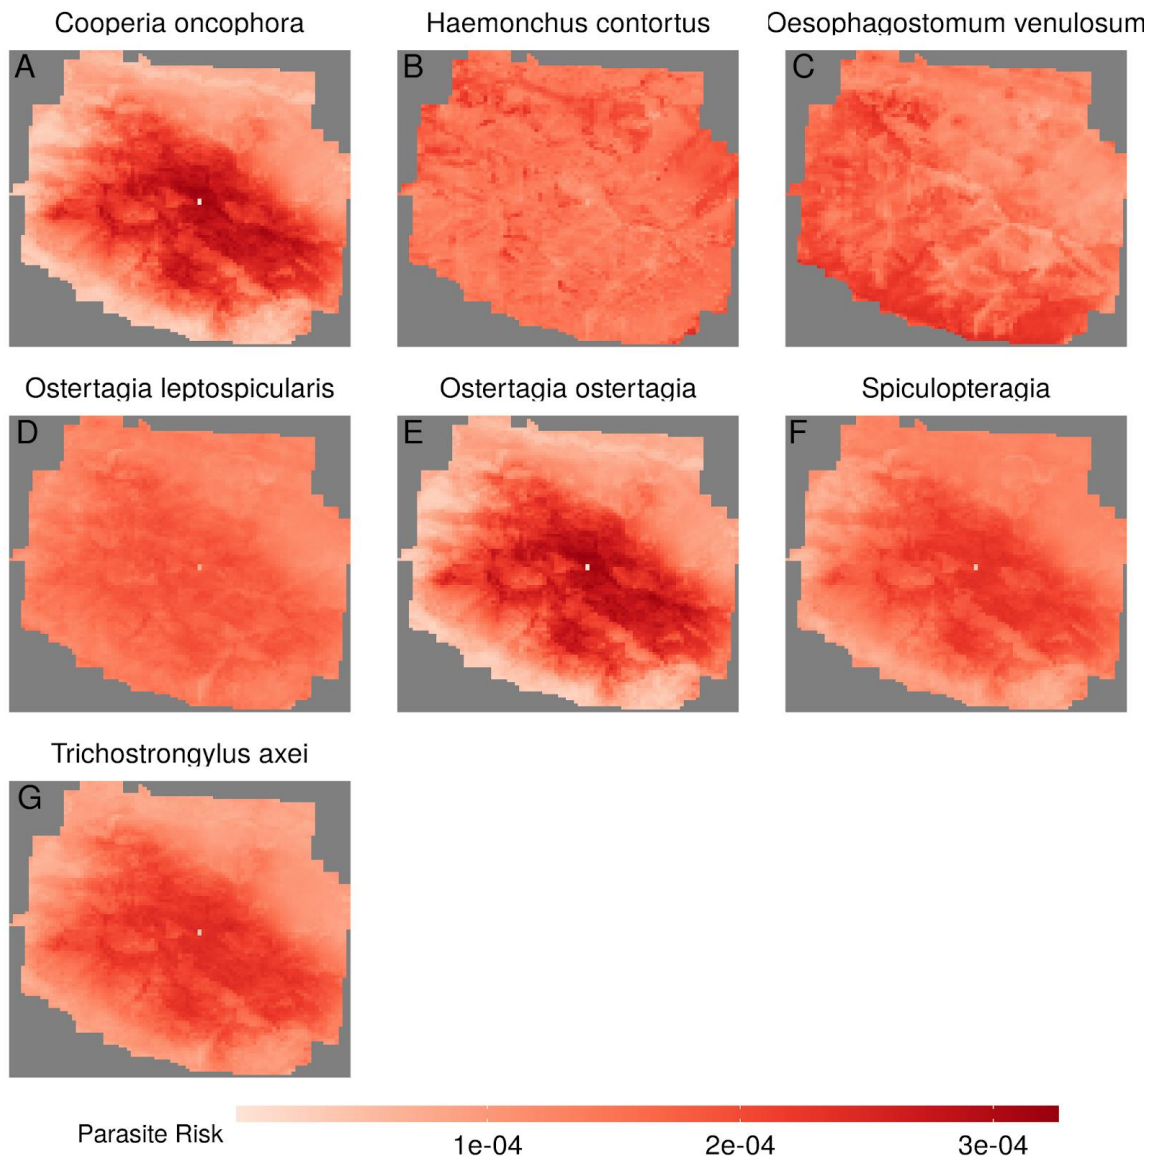 Cooperia oncophora
Haemonchus contortus
Oesophagostomum venulosum
A
B
C
Ostertagia leptospicularis
Ostertagia ostertagia
Spiculopteragia
D
E
F
Trichostrongylus axei
G
Parasite Risk
1e-04
2e-04
3e-04